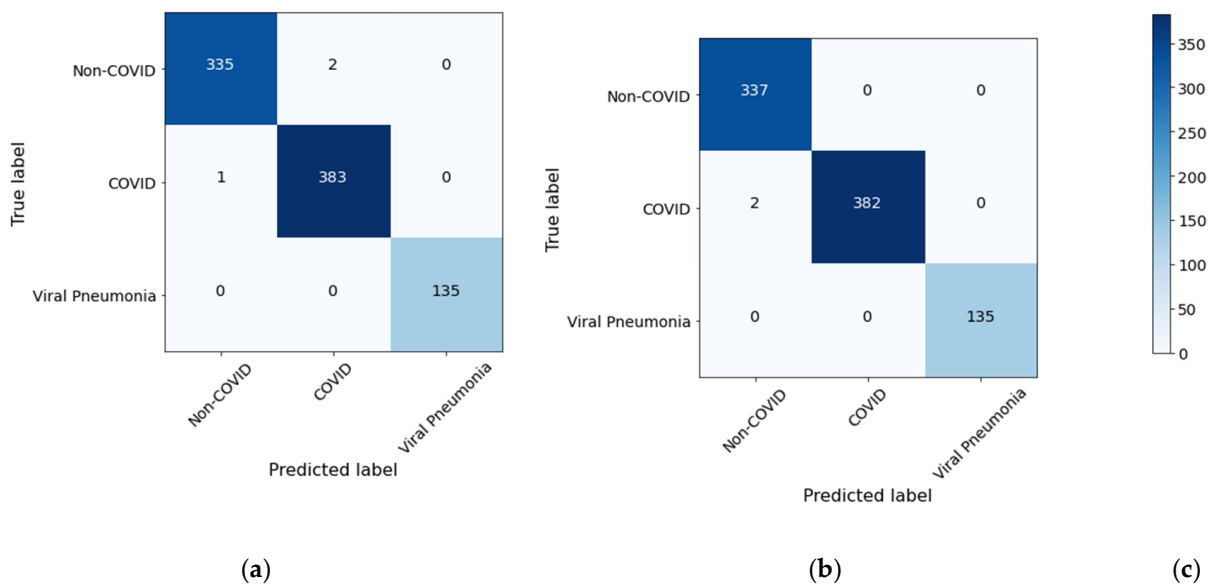 Non-COVID 335 2 0
COVID 1 383 0
Viral Pneumonia 0 0 135
True label
Non-COVID COVID Viral Pneumonia
Predicted label
(a)
Non-COVID 337 0 0
COVID 2 382 0
Viral Pneumonia 0 0 135
True label
Non-COVID COVID Viral Pneumonia
Predicted label
(b)
350
300
250
200
150
100
50
0
(c)